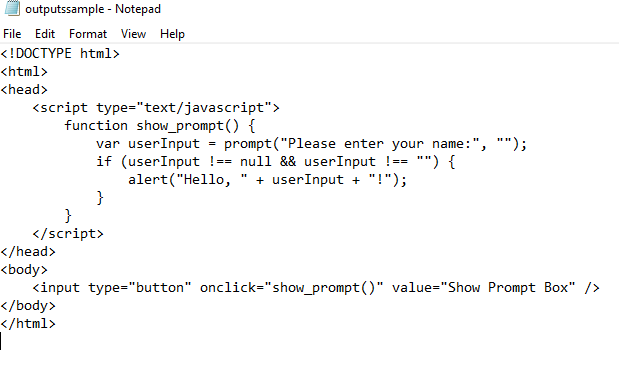 outputssample - Notepad
File Edit Format View Help
<!DOCTYPE html>
<html>
<head>
    <script type="text/javascript">
        function show_prompt() {
            var userInput = prompt("Please enter your name:", "");
            if (userInput !== null && userInput !== "") {
                alert("Hello, " + userInput + "!");
            }
        }
    </script>
</head>
<body>
    <input type="button" onclick="show_prompt()" value="Show Prompt Box" />
</body>
</html>